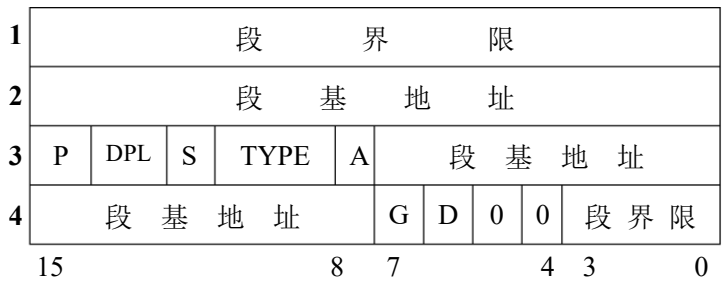 1 段界限
2 段基地址
3 P DPL S TYPE A 段基地址
4 段基地址 G D 0 0 段界限
15 8 7 4 3 0